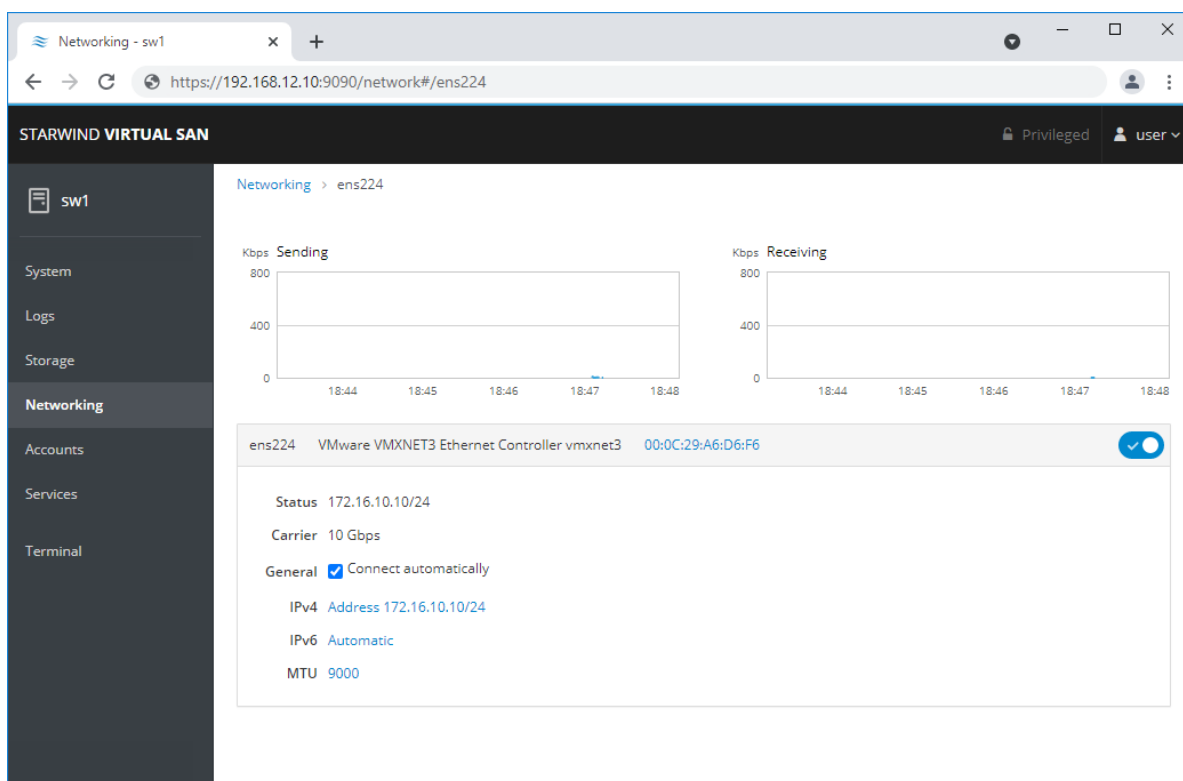 Networking - sw1
https://192.168.12.10:9090/network#/ens224
STARWIND VIRTUAL SAN
Privileged
user
sw1
System
Logs
Storage
Networking
Accounts
Services
Terminal
Networking > ens224
Kbps Sending
800
400
0
18:44 18:45 18:46 18:47 18:48
Kbps Receiving
800
400
0
18:44 18:45 18:46 18:47 18:48
ens224 VMware VMXNET3 Ethernet Controller vmxnet3 00:0C:29:A6:D6:F6
Status 172.16.10.10/24
Carrier 10 Gbps
General Connect automatically
IPv4 Address 172.16.10.10/24
IPv6 Automatic
MTU 9000